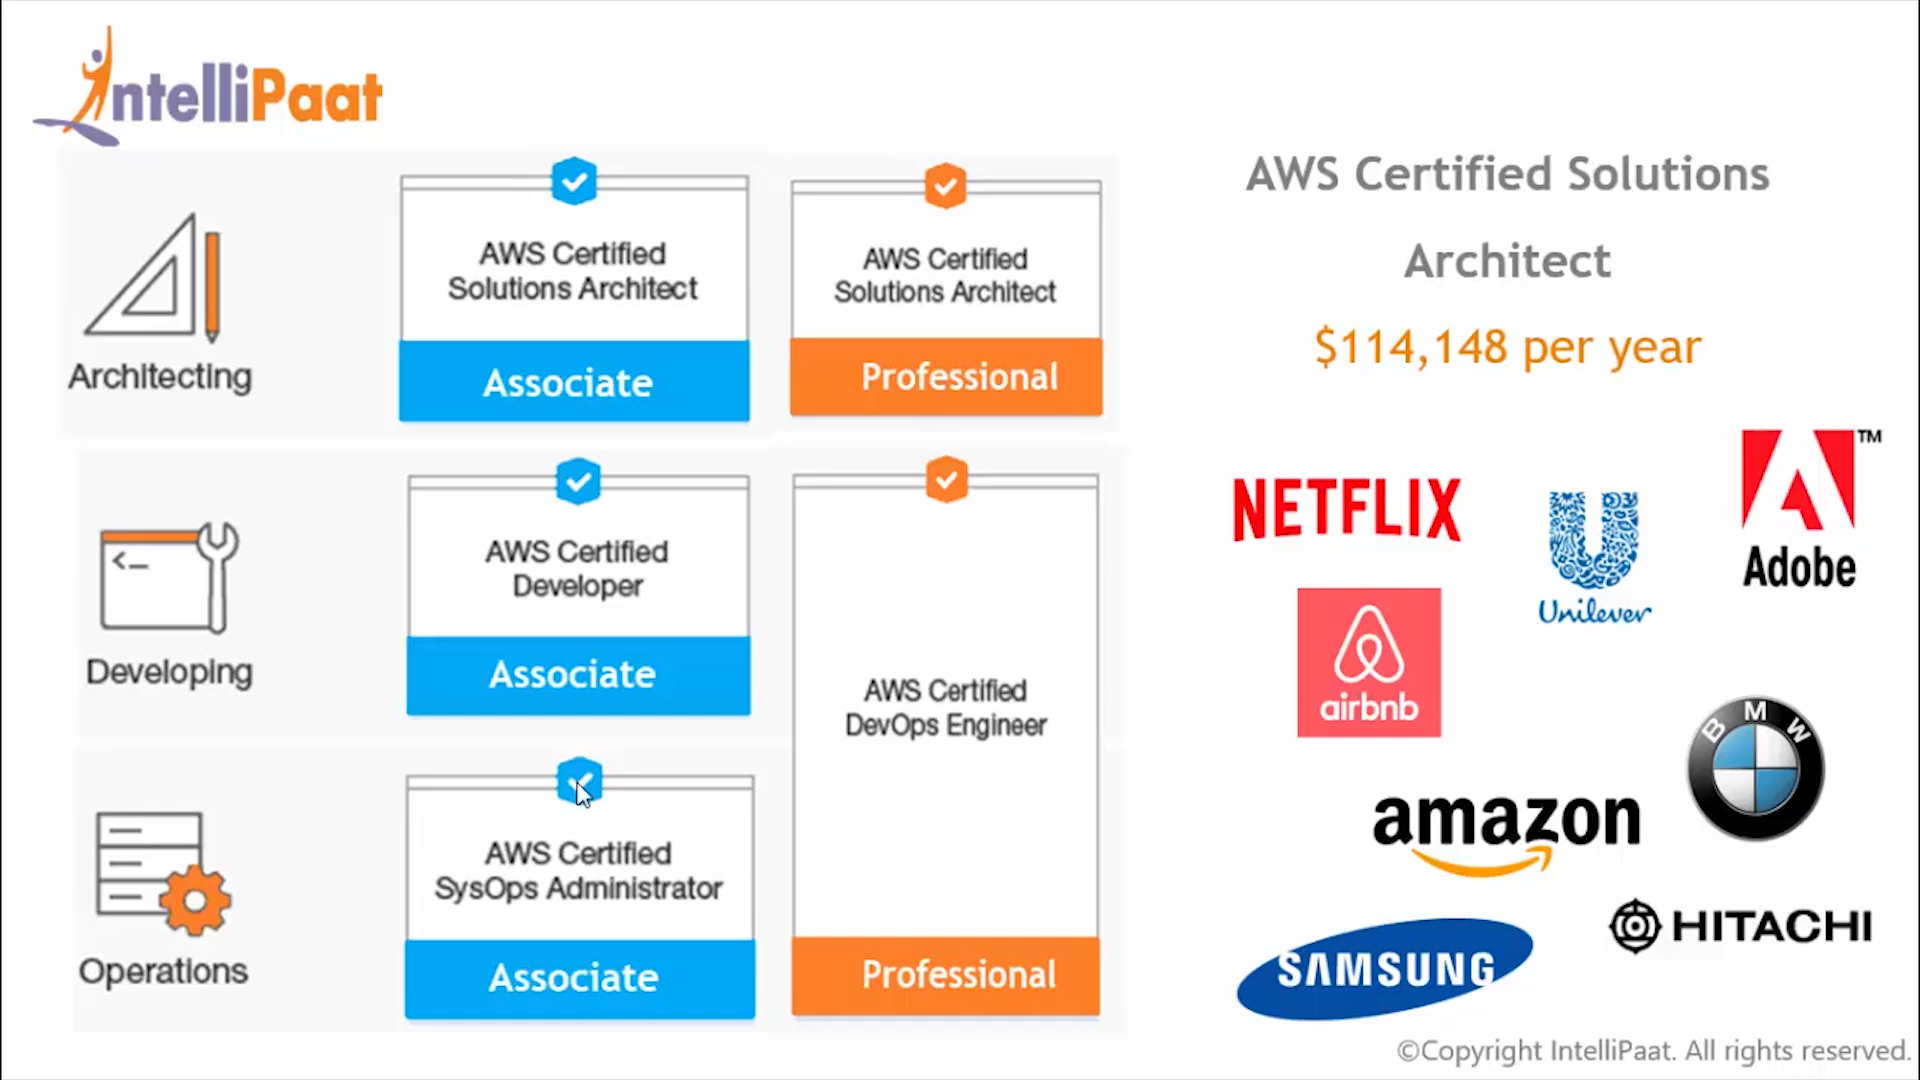 IntelliPaat
Architecting
AWS Certified
Solutions Architect
Associate
AWS Certified
Solutions Architect
Professional
Developing
<_
AWS Certified
Developer
Associate
AWS Certified
DevOps Engineer
Professional
Operations
AWS Certified
SysOps Administrator
Associate
AWS Certified Solutions
Architect
$114,148 per year
NETFLIX
Unilever
Adobe
TM
airbnb
BMW
amazon
HITACHI
SAMSUNG
©Copyright IntelliPaat. All rights reserved.